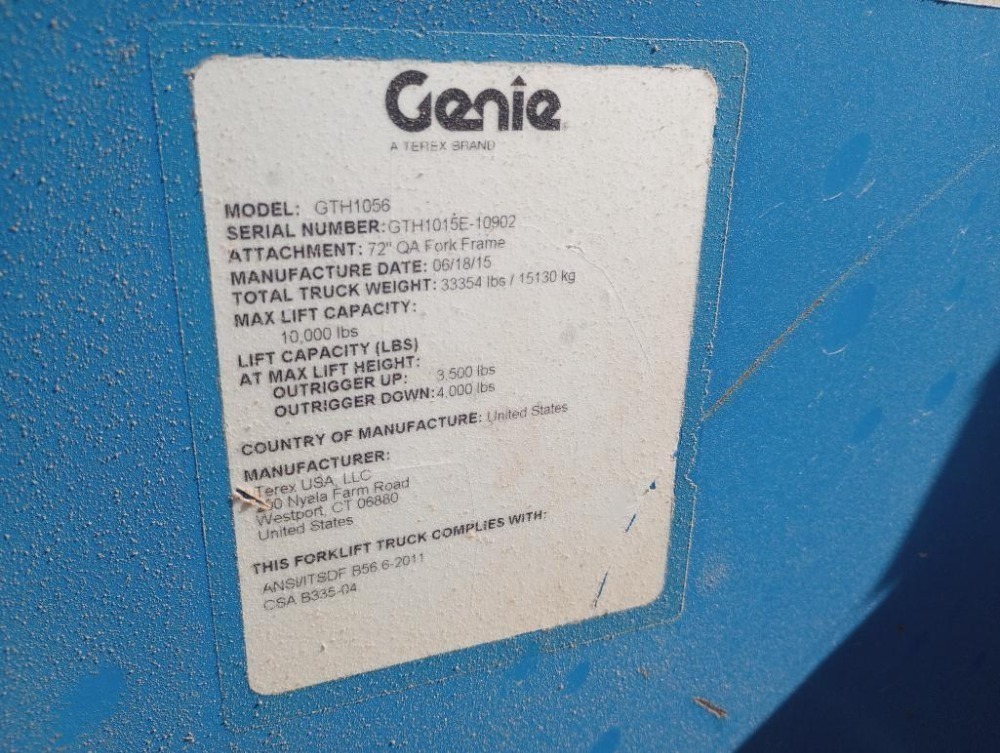 Genie
A TEREX BRAND
MODEL: GTH1056
SERIAL NUMBER:GTH1015E-10902
ATTACHMENT: 72" QA Fork Frame
MANUFACTURE DATE: 06/18/15
TOTAL TRUCK WEIGHT: 33354 lbs / 15130 kg
MAX LIFT CAPACITY:
10,000 lbs
LIFT CAPACITY (LBS)
AT MAX LIFT HEIGHT:
OUTRIGGER UP: 3,500 lbs
OUTRIGGER DOWN:4,000 lbs
COUNTRY OF MANUFACTURE: United States
MANUFACTURER:
Terex USA, LLC
Nyala Farm Road
Westport, CT 06880
United States
THIS FORKLIFT TRUCK COMPLIES WITH:
ANSI/ITSDF B56.6-2011
CSA B335-04